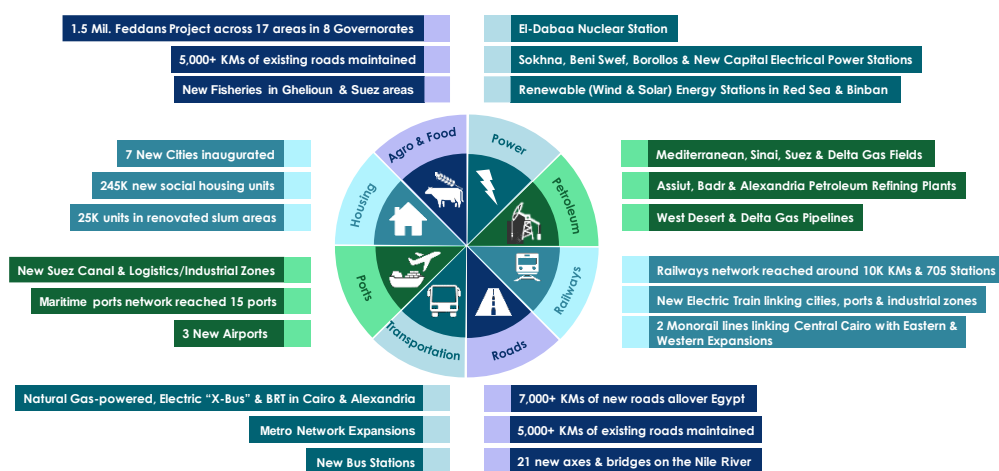 1.5 Mil. Feddans Project across 17 areas in 8 Governorates
5,000+ KMs of existing roads maintained
New Fisheries in Ghelioun & Suez areas
El-Dabaa Nuclear Station
Sokhna, Beni Swef, Borollos & New Capital Electrical Power Stations
Renewable (Wind & Solar) Energy Stations in Red Sea & Binban
7 New Cities inaugurated
245K new social housing units
25K units in renovated slum areas
Agro & Food
Power
Petroleum
Railways
Roads
Transportation
Ports
Housing
Mediterranean, Sinai, Suez & Delta Gas Fields
Assiut, Badr & Alexandria Petroleum Refining Plants
West Desert & Delta Gas Pipelines
New Suez Canal & Logistics/Industrial Zones
Maritime ports network reached 15 ports
3 New Airports
Railways network reached around 10K KMs & 705 Stations
New Electric Train linking cities, ports & industrial zones
2 Monorail lines linking Central Cairo with Eastern &
Western Expansions
Natural Gas-powered, Electric “X-Bus” & BRT in Cairo & Alexandria
Metro Network Expansions
New Bus Stations
7,000+ KMs of new roads allover Egypt
5,000+ KMs of existing roads maintained
21 new axes & bridges on the Nile River